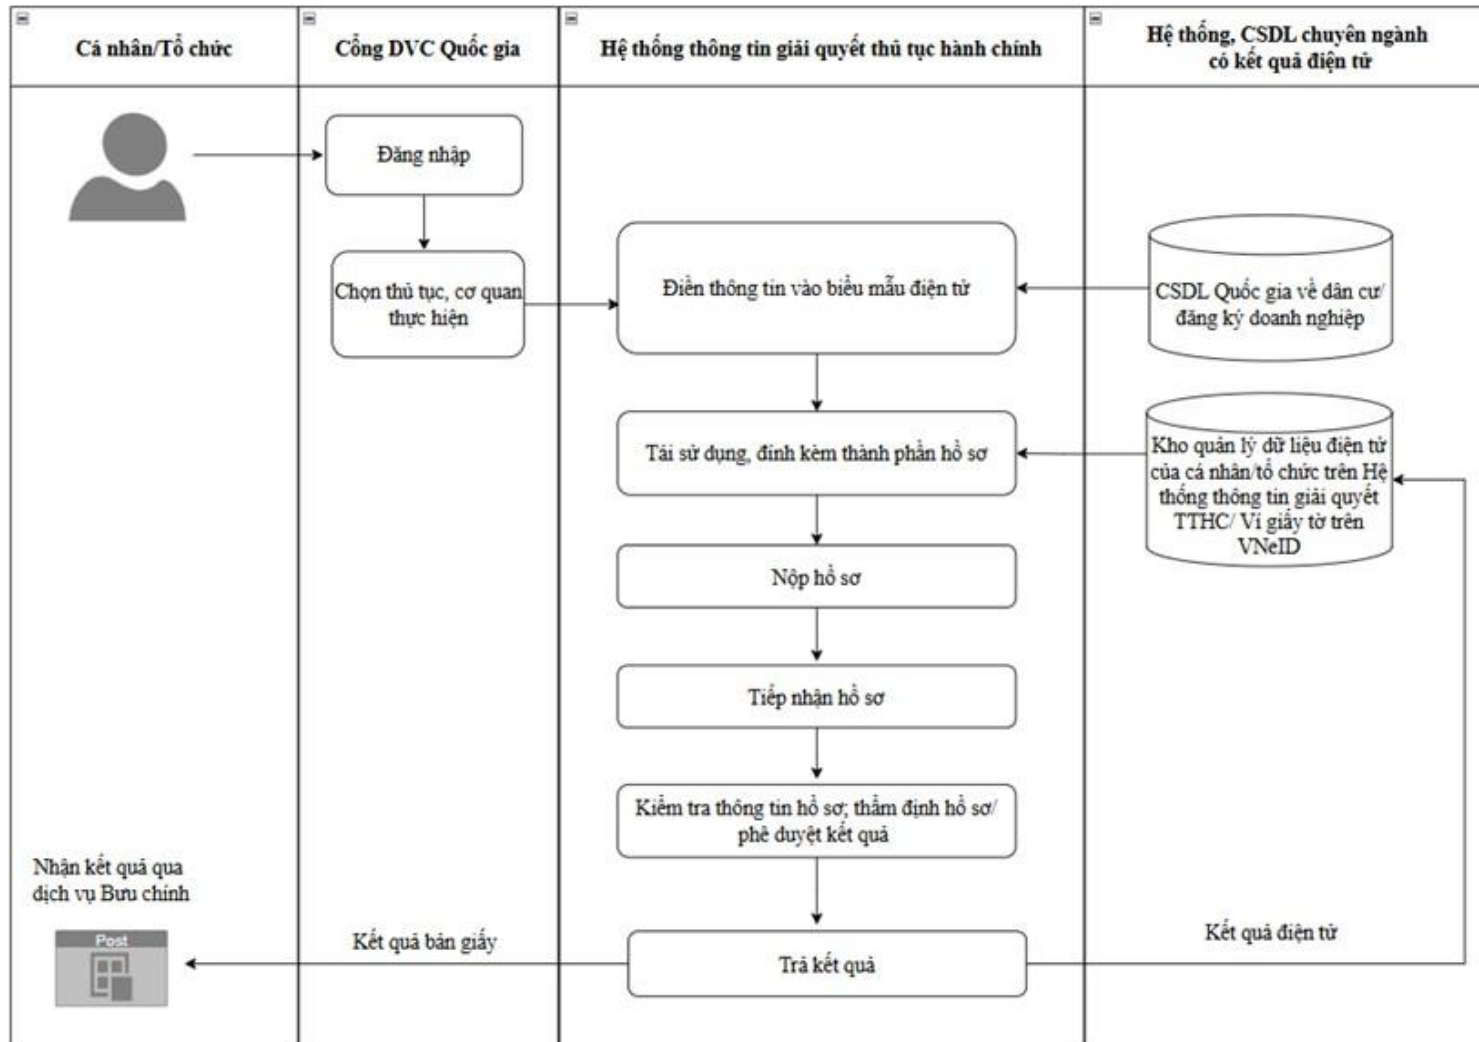 Cá nhân/Tổ chức
Cổng DVC Quốc gia
Hệ thống thông tin giải quyết thủ tục hành chính
Hệ thống, CSDL chuyên ngành
có kết quả điện tử
Đăng nhập
Chọn thủ tục, cơ quan
thực hiện
Điền thông tin vào biểu mẫu điện tử
CSDL Quốc gia về dân cư/
đăng ký doanh nghiệp
Tái sử dụng, đính kèm thành phần hồ sơ
Kho quản lý dữ liệu điện tử
của cá nhân/tổ chức trên Hệ
thống thông tin giải quyết
TTHC/ Ví giấy tờ trên
VNeID
Nộp hồ sơ
Tiếp nhận hồ sơ
Kiểm tra thông tin hồ sơ; thẩm định hồ sơ/
phê duyệt kết quả
Nhận kết quả qua
dịch vụ Bưu chính
Post
Kết quả bản giấy
Trả kết quả
Kết quả điện tử